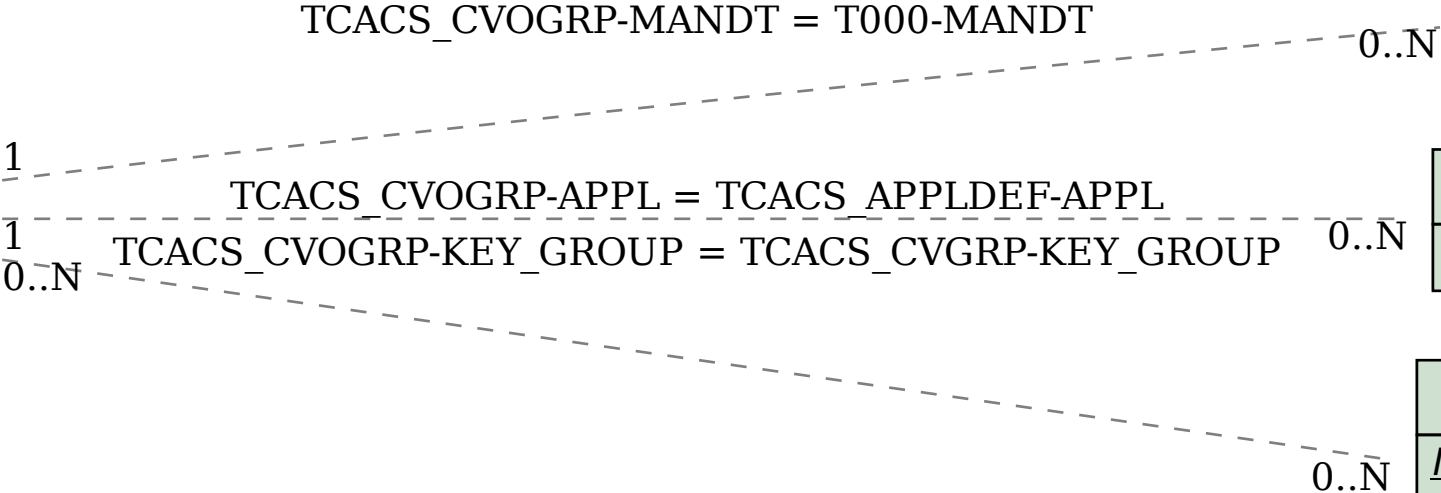 TCACS_CVOGRP-MANDT = T000-MANDT
0..N
1
TCACS_CVOGRP-APPL = TCACS_APPLDEF-APPL
1
0..N
TCACS_CVOGRP-KEY_GROUP = TCACS_CVGRP-KEY_GROUP
0..N
0..N